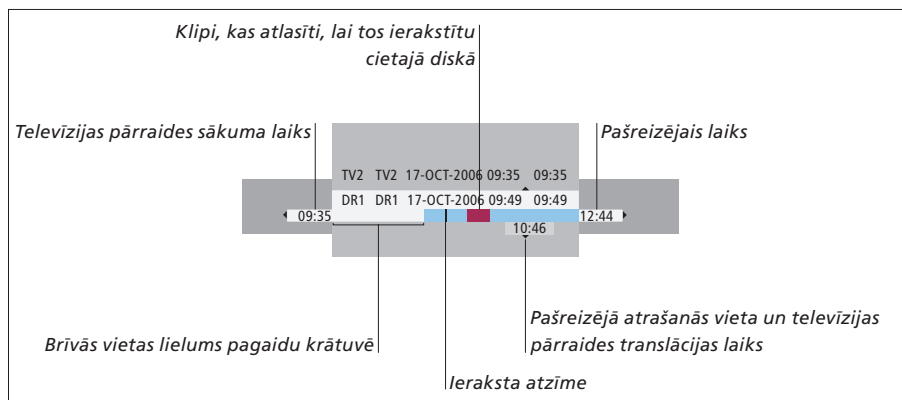 Klipi, kas atlasīti, lai tos ierakstītu
cietajā diskā
Televīzijas pārraides sākuma laiks
Pašreizējais laiks
TV2 TV2 17-OCT-2006 09:35 09:35
DR1 DR1 17-OCT-2006 09:49 09:49
09:35
12:44
10:46
Pašreizējā atrašanās vieta un televīzijas
pārraides translācijas laiks
Brīvās vietas lielums pagaidu krātuvē
Ieraksta atzīme